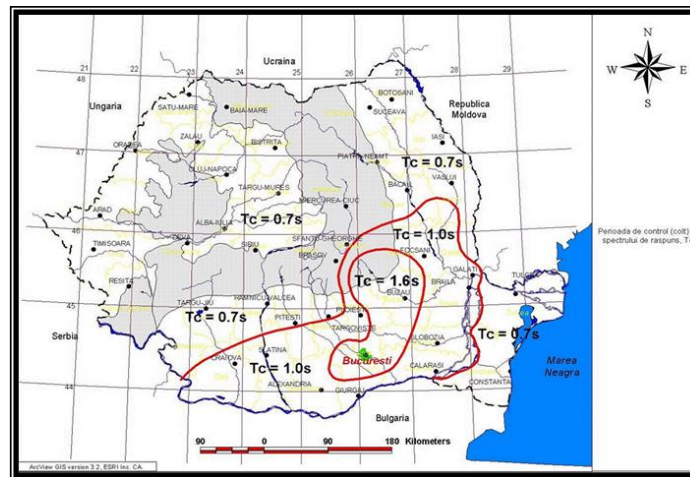 N
W E
S
21 22 23 24 25 26 27 28 29
48
47
46
45
44
Ucraina
Ungaria
Republica
Moldova
BOTOSANI
SATU-MARE
BAIA-MARE
SUCEAVA
ZALAU
IASI
ORADEA
BISTRITA
PIATRA-NEAMT
Tc = 0.7s
CLUJ-NAPOCA
VASLUI
BACAU
TARGU-MURES
MIERCUREA-CIUC
ARAD
ALBA-IULIA
Tc = 0.7s
Tc = 1.0s
DEVA
SFANTU-GHEORGHE
TIMISOARA
SIBIU
BRASOV
FOCSANI
RESITA
Tc = 1.6s
GALATI
TULCEA
BUZAU
BRAILA
RAMNICU-VALCEA
TARGU-JIU
Tc = 0.7s
PITESTI
PLOIESTI
TARGOVISTE
Tc = 0.7s
Serbia
SLOBOZIA
Bucuresti
CRAIOVA
SLATINA
Tc = 1.0s
CALARASI
CONSTANTA
ALEXANDRIA
GIURGIU
Marea
Neagra
Bulgaria
90 0 90 180 Kilometers
ArcView GIS version 3.2, ESRI Inc. CA.
Perioada de control (colt)
spectrului de raspuns, T